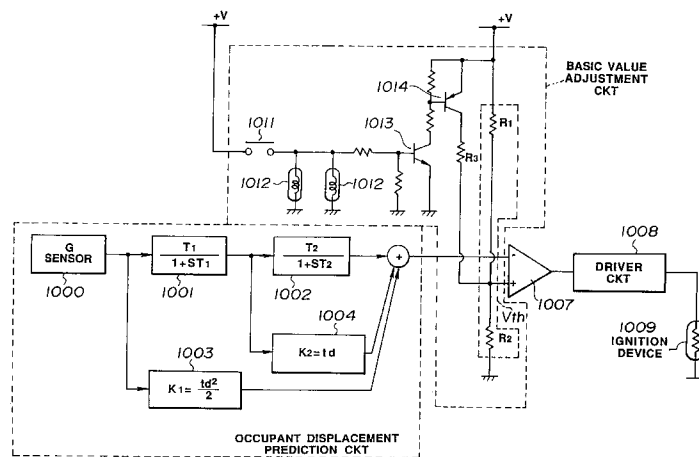 +V
+V
1014
BASIC VALUE
ADJUSTMENT
CKT
1011
1013
R1
R3
1012
1012
G
SENSOR
T1
1+ST1
T2
1+ST2
+
-
+
DRIVER
CKT
1008
1000
1001
1002
1007
Vth
1004
K2=td
R2
1009
IGNITION
DEVICE
1003
K1= td2
2
OCCUPANT DISPLACEMENT
PREDICTION CKT